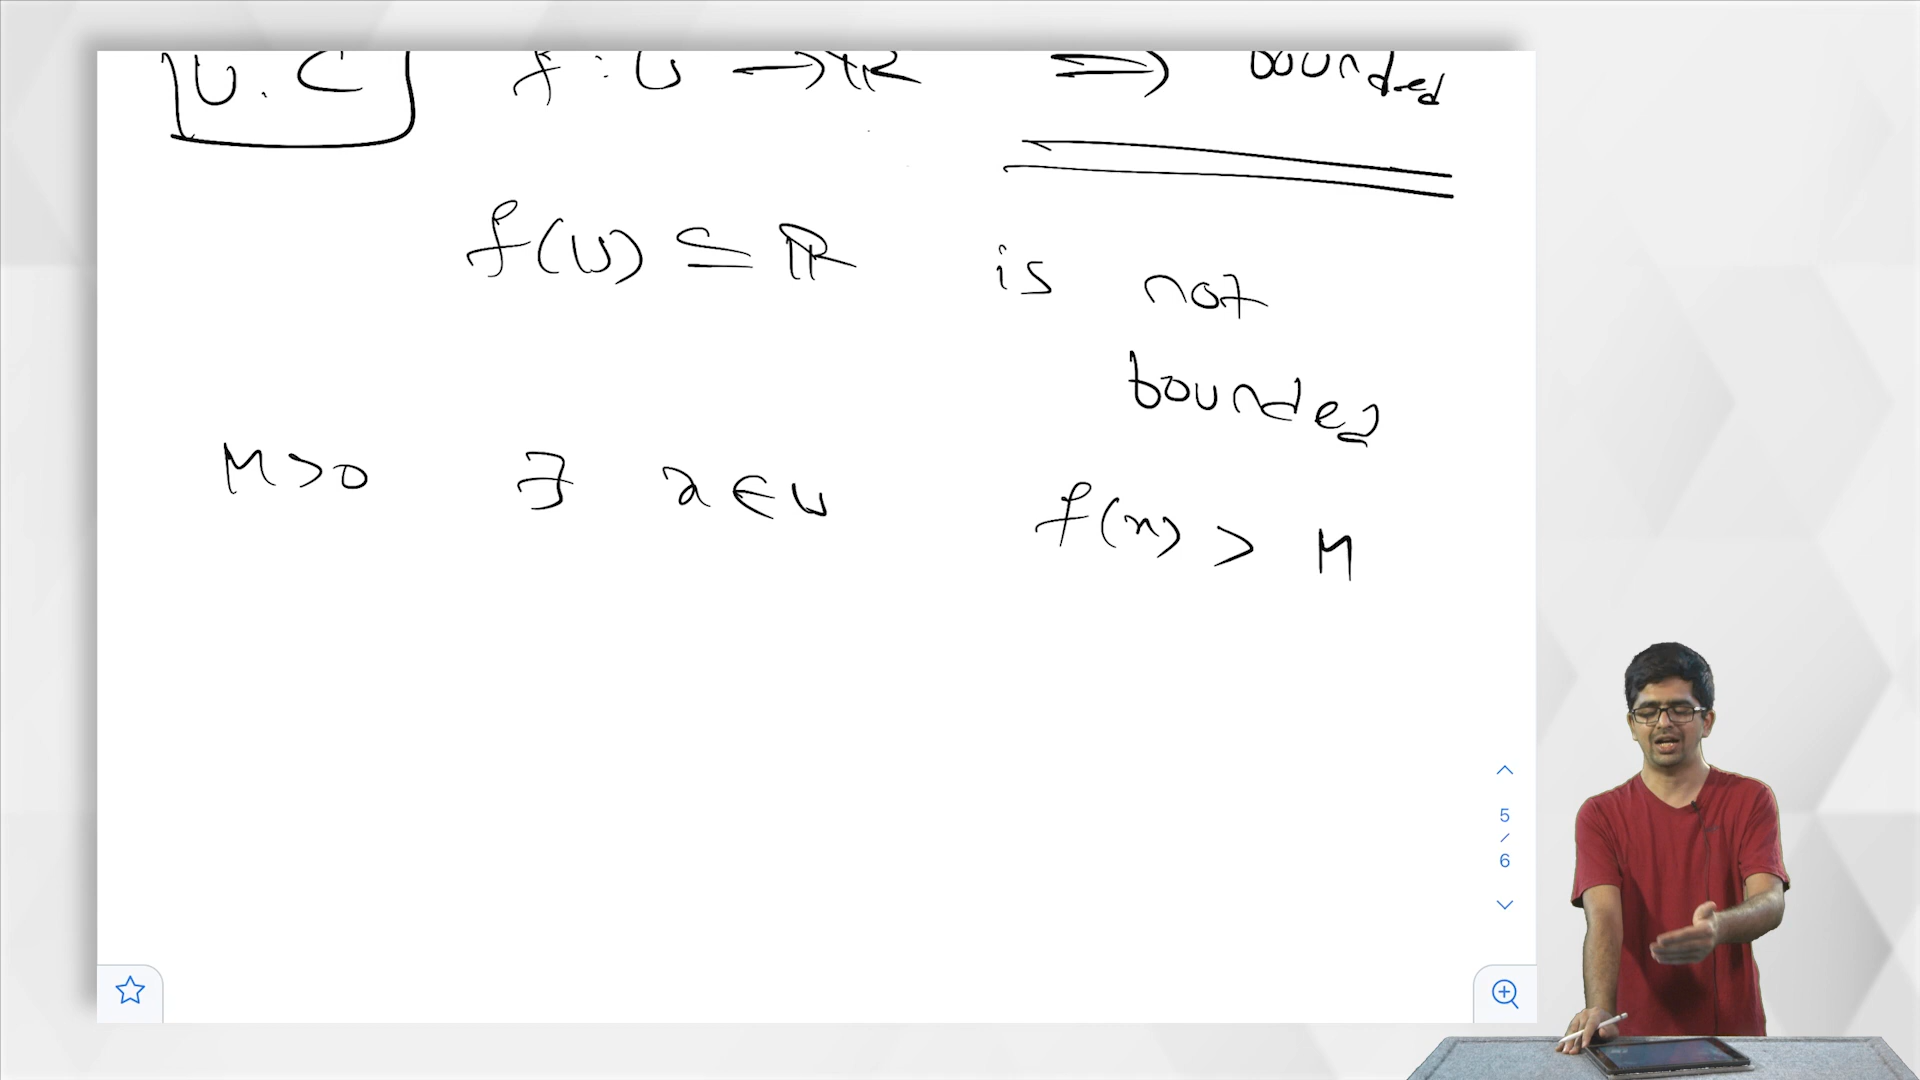 U.C f : U → ℝ ⟹ bounded
f(U) ⊆ ℝ is not
bounded
M>0 ∃ x ∈ U f(x) > M
5
/
6